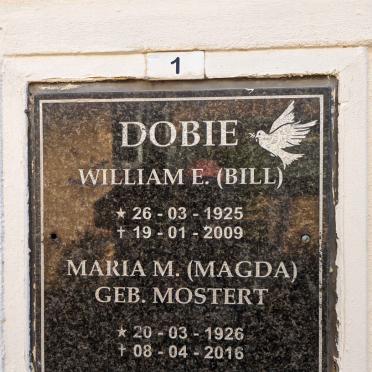 1
DOBIE
WILLIAM E. (BILL)
★ 26 - 03 - 1925
✝ 19 - 01 - 2009
MARIA M. (MAGDA)
GEB. MOSTERT
★ 20 - 03 - 1926
✝ 08 - 04 - 2016